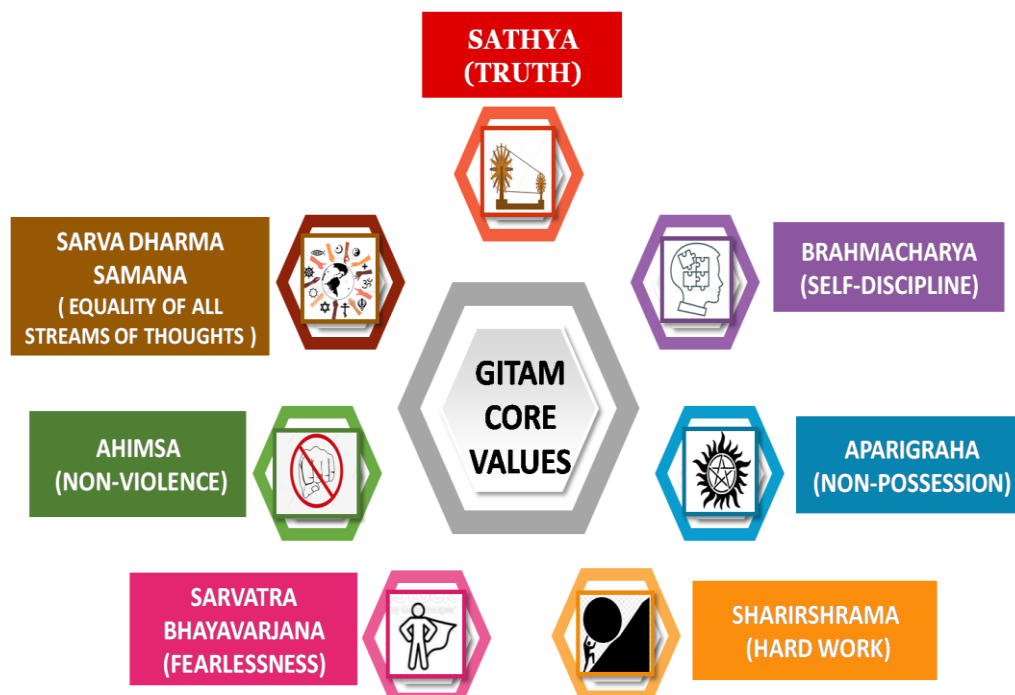 SATHYA
(TRUTH)
SARVA DHARMA
SAMANA
( EQUALITY OF ALL
STREAMS OF THOUGHTS )
BRAHMACHARYA
(SELF-DISCIPLINE)
GITAM
CORE
VALUES
AHIMSA
(NON-VIOLENCE)
APARIGRAHA
(NON-POSSESSION)
SARVATRA
BHAYAVARJANA
(FEARLESSNESS)
SHARIRSHRAMA
(HARD WORK)